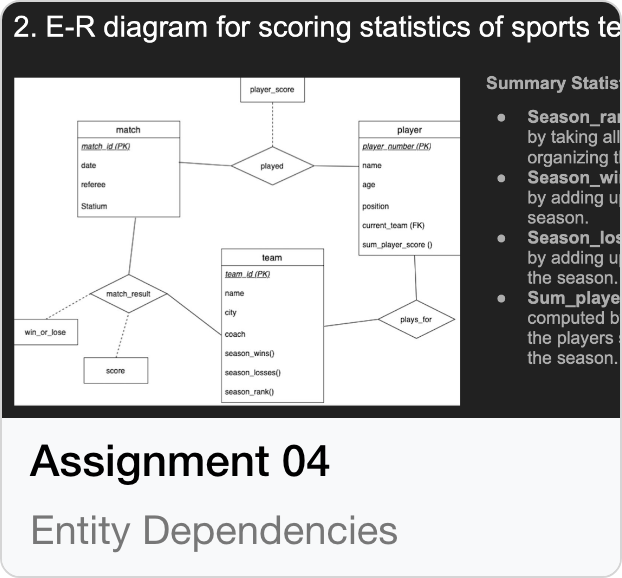 2. E-R diagram for scoring statistics of sports te
player_score
match
match_id (PK)
date
referee
Statium
played
player
player_number (PK)
name
age
position
current_team (FK)
sum_player_score ()
match_result
win_or_lose
score
team
team_id (PK)
name
city
coach
season_wins()
season_losses()
season_rank()
plays_for
Summary Statis
Season_ra
by taking all
organizing t
Season_wi
by adding u
season.
Season_los
by adding u
the season.
Sum_playe
computed b
the players s
the season.
Assignment 04
Entity Dependencies